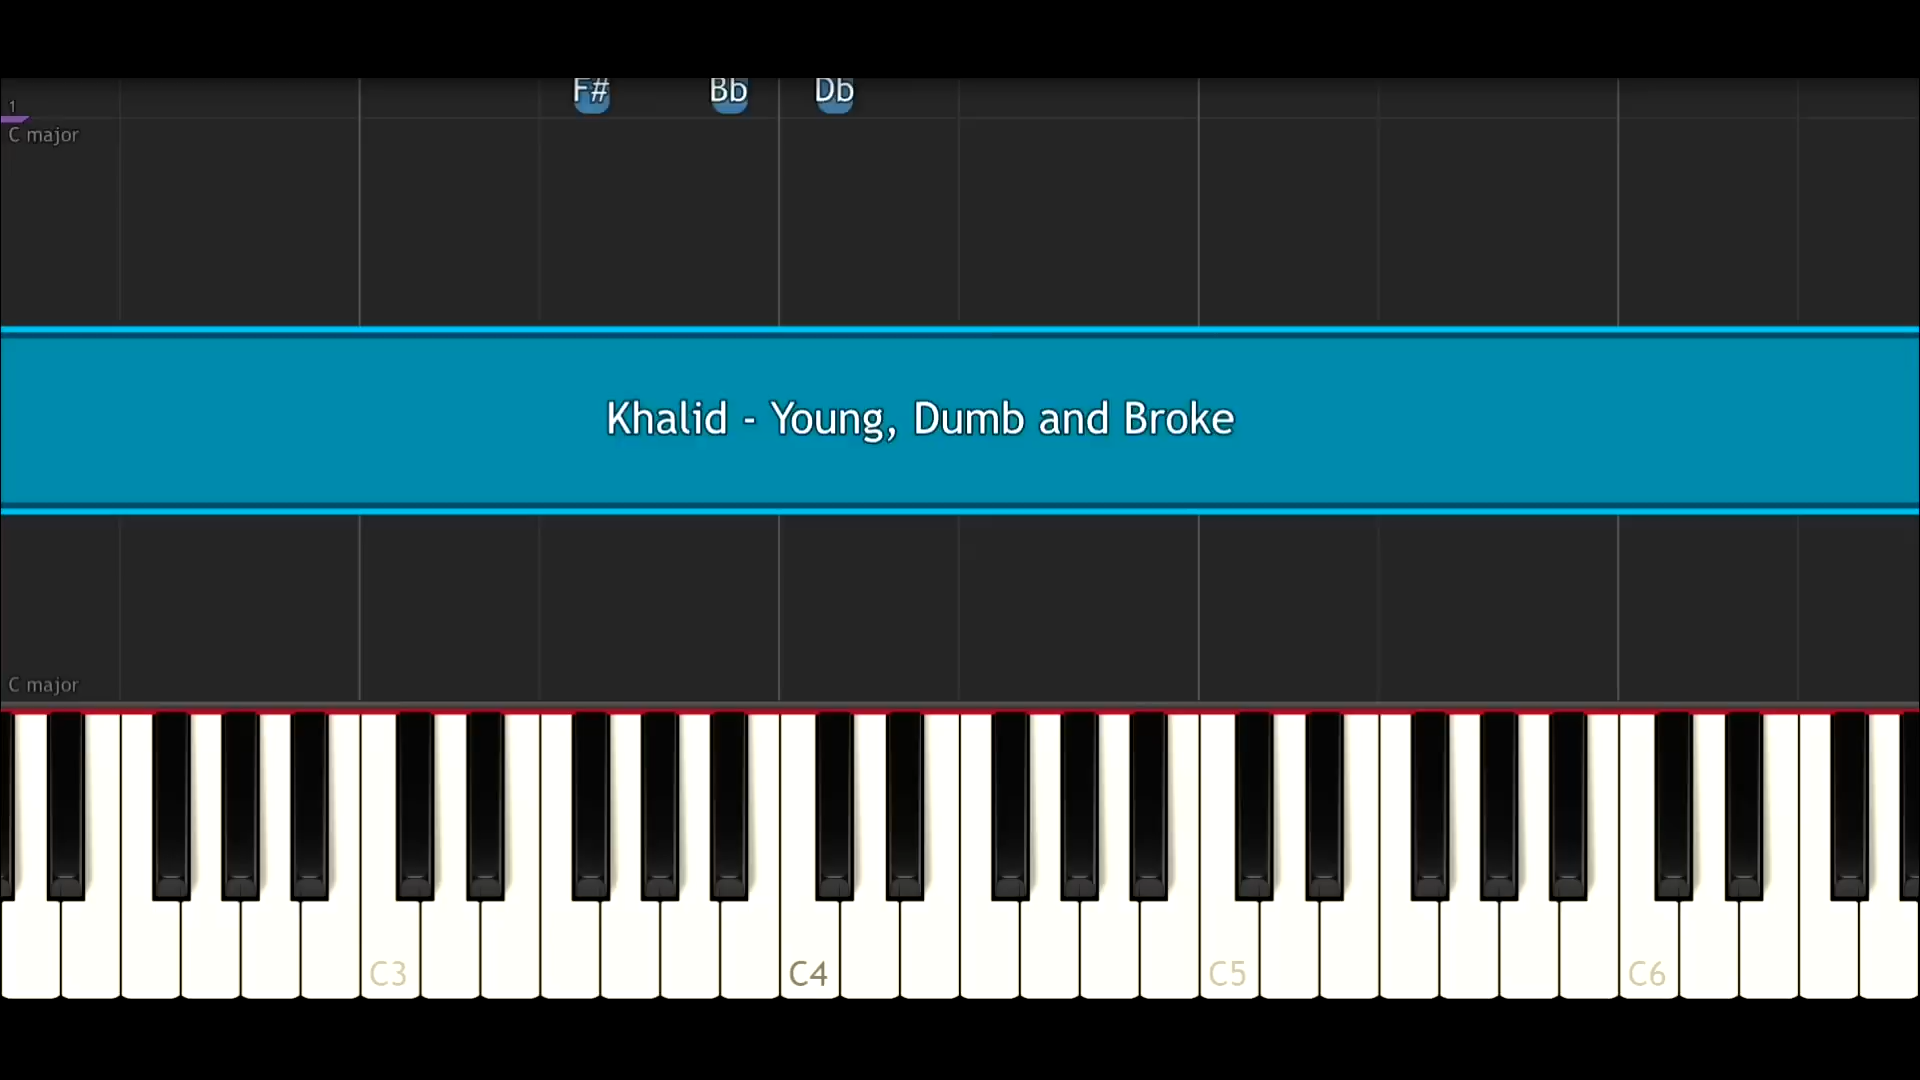 F# Bb Db
1
C major
Khalid - Young, Dumb and Broke
C major
C3 C4 C5 C6